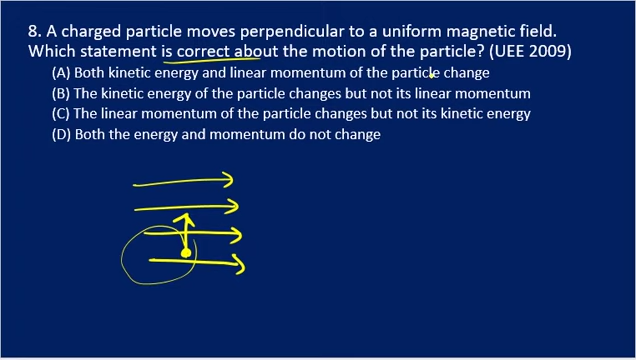 8. A charged particle moves perpendicular to a uniform magnetic field.
Which statement is correct about the motion of the particle? (UEE 2009)
(A) Both kinetic energy and linear momentum of the particle change
(B) The kinetic energy of the particle changes but not its linear momentum
(C) The linear momentum of the particle changes but not its kinetic energy
(D) Both the energy and momentum do not change